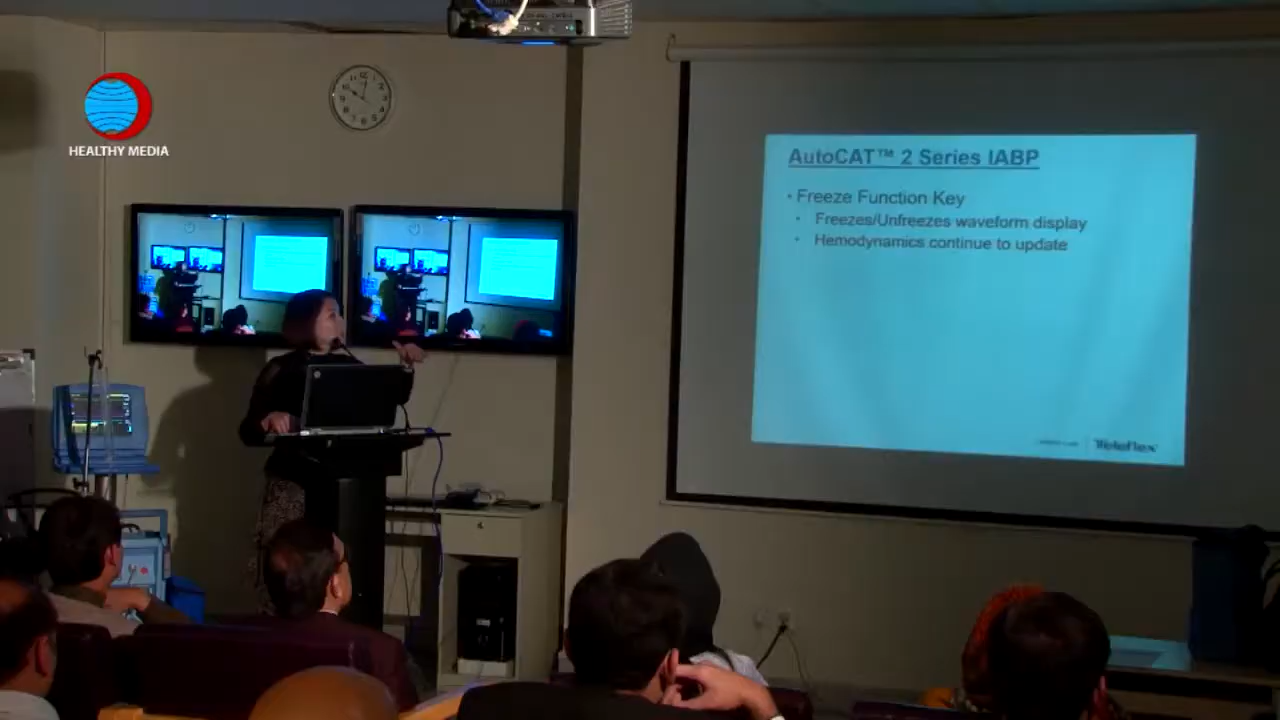 HEALTHY MEDIA
AutoCAT™ 2 Series IABP
• Freeze Function Key
• Freezes/Unfreezes waveform display
• Hemodynamics continue to update
Teleflex